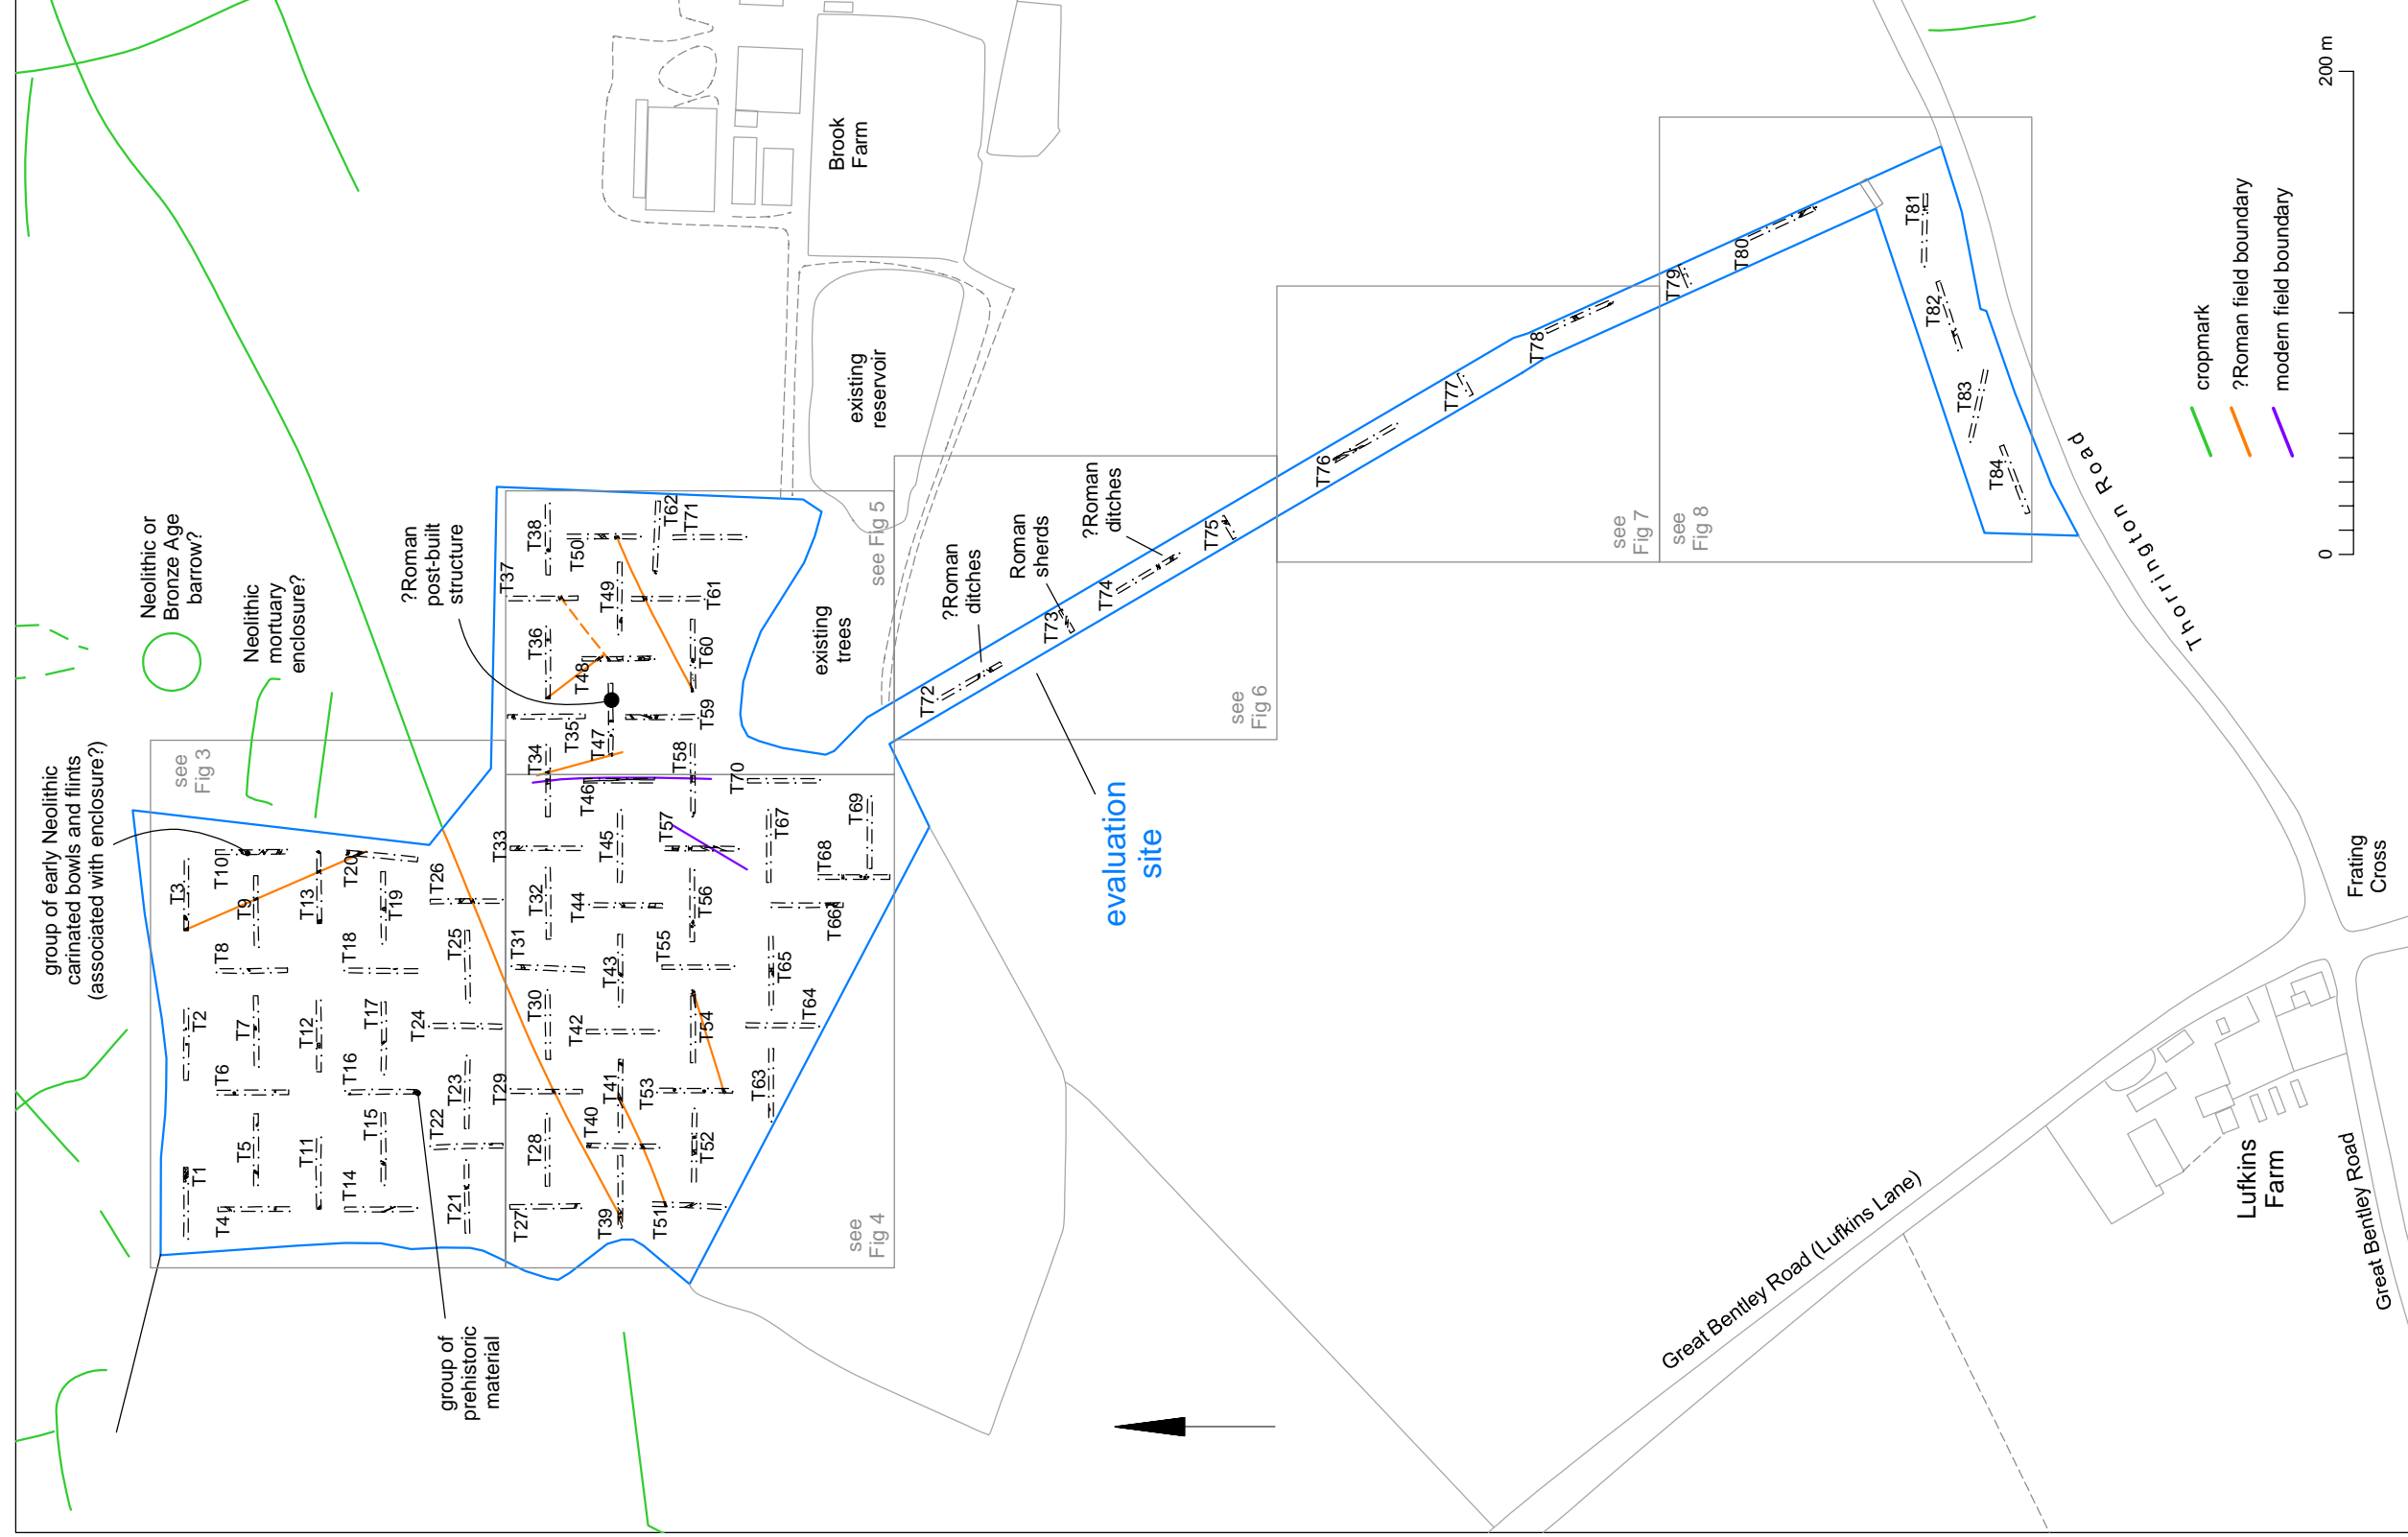 group of early Neolithic
carinated bowls and flints
(associated with enclosure?)
Neolithic or
Bronze Age
barrow?
Neolithic
mortuary
enclosure?
?Roman
post-built
structure
group of
prehistoric
material
see
Fig 3
see
Fig 4
see Fig 5
see
Fig 6
see
Fig 7
see
Fig 8
Brook
Farm
existing
reservoir
existing
trees
?Roman
ditches
Roman
sherds
?Roman
ditches
evaluation
site
T1
T2
T3
T4
T5
T6
T7
T8
T9
T10
T11
T12
T13
T14
T15
T16
T17
T18
T19
T20
T21
T22
T23
T24
T25
T26
T27
T28
T29
T30
T31
T32
T33
T34
T35
T36
T37
T38
T39
T40
T41
T42
T43
T44
T45
T46
T47
T48
T49
T50
T51
T52
T53
T54
T55
T56
T57
T58
T59
T60
T61
T62
T63
T64
T65
T66
T67
T68
T69
T70
T71
T72
T73
T74
T75
T76
T77
T78
T79
T80
T81
T82
T83
T84
Thorrington Road
Great Bentley Road (Lufkins Lane)
Great Bentley Road
Lufkins
Farm
Frating
Cross
cropmark
?Roman field boundary
modern field boundary
0
200 m